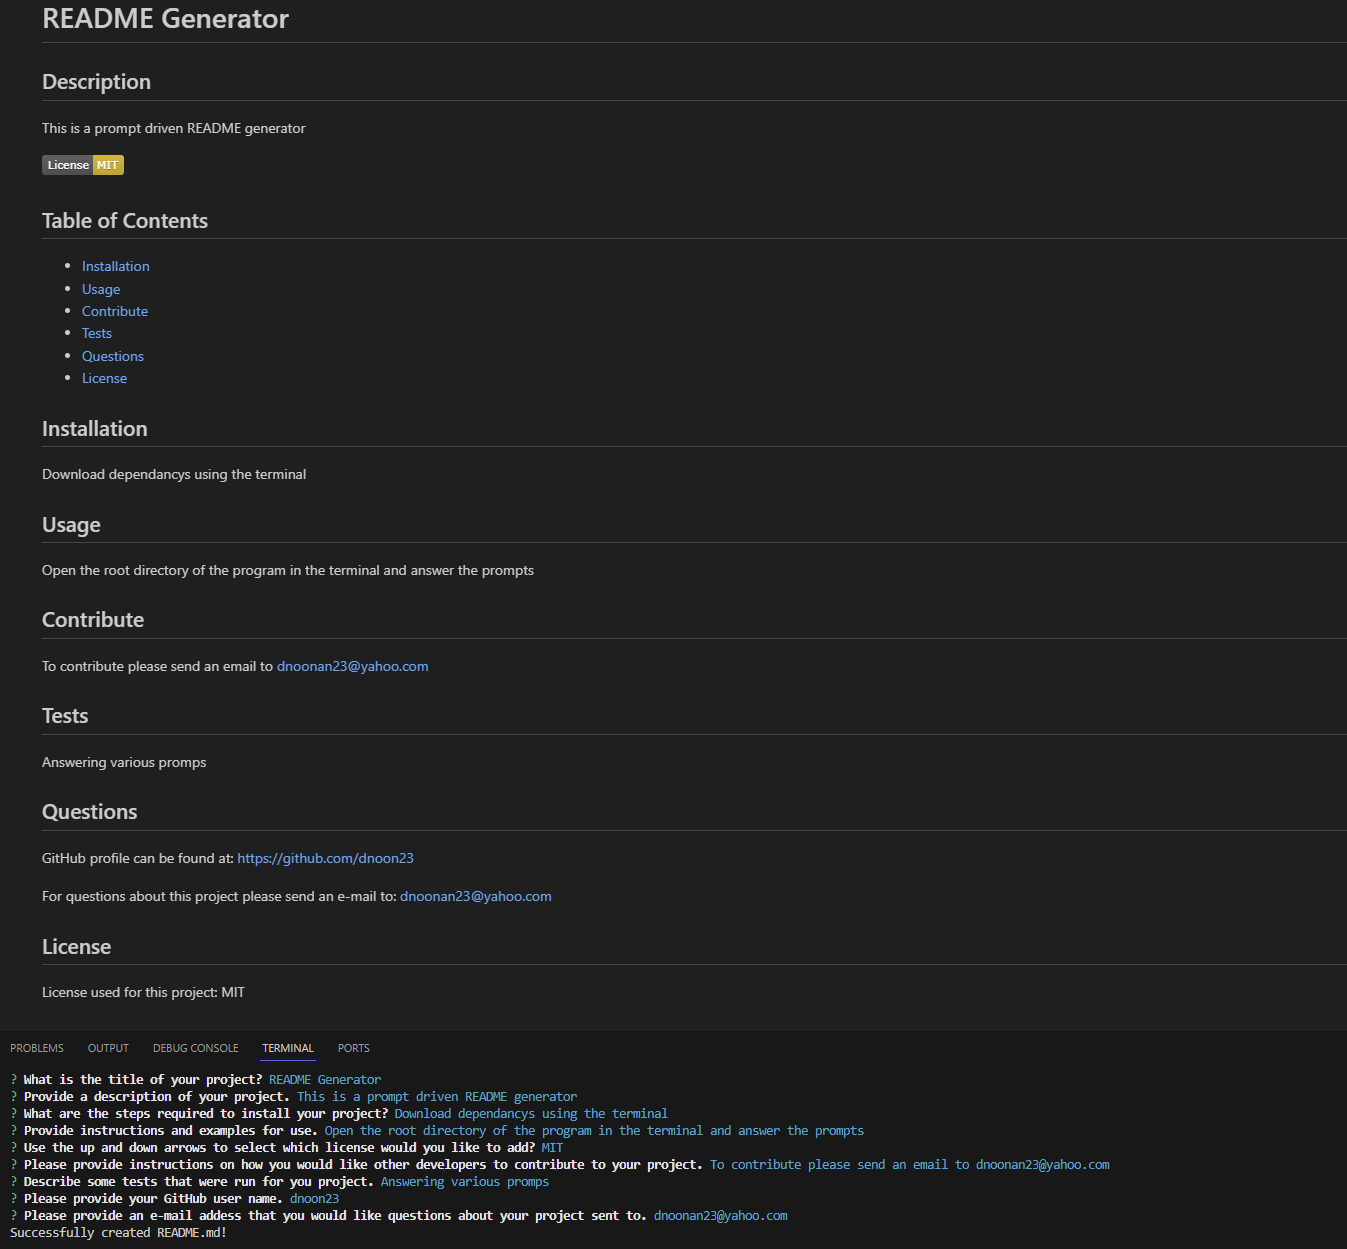 README Generator
Description
This is a prompt driven README generator
License MIT
Table of Contents
Installation
Usage
Contribute
Tests
Questions
License
Installation
Download dependancys using the terminal
Usage
Open the root directory of the program in the terminal and answer the prompts
Contribute
To contribute please send an email to dnoonan23@yahoo.com
Tests
Answering various promps
Questions
GitHub profile can be found at: https://github.com/dnoon23
For questions about this project please send an e-mail to: dnoonan23@yahoo.com
License
License used for this project: MIT
PROBLEMS OUTPUT DEBUG CONSOLE TERMINAL PORTS
? What is the title of your project? README Generator
? Provide a description of your project. This is a prompt driven README generator
? What are the steps required to install your project? Download dependancys using the terminal
? Provide instructions and examples for use. Open the root directory of the program in the terminal and answer the prompts
? Use the up and down arrows to select which license would you like to add? MIT
? Please provide instructions on how you would like other developers to contribute to your project. To contribute please send an email to dnoonan23@yahoo.com
? Describe some tests that were run for you project. Answering various promps
? Please provide your GitHub user name. dnoon23
? Please provide an e-mail addess that you would like questions about your project sent to. dnoonan23@yahoo.com
Successfully created README.md!